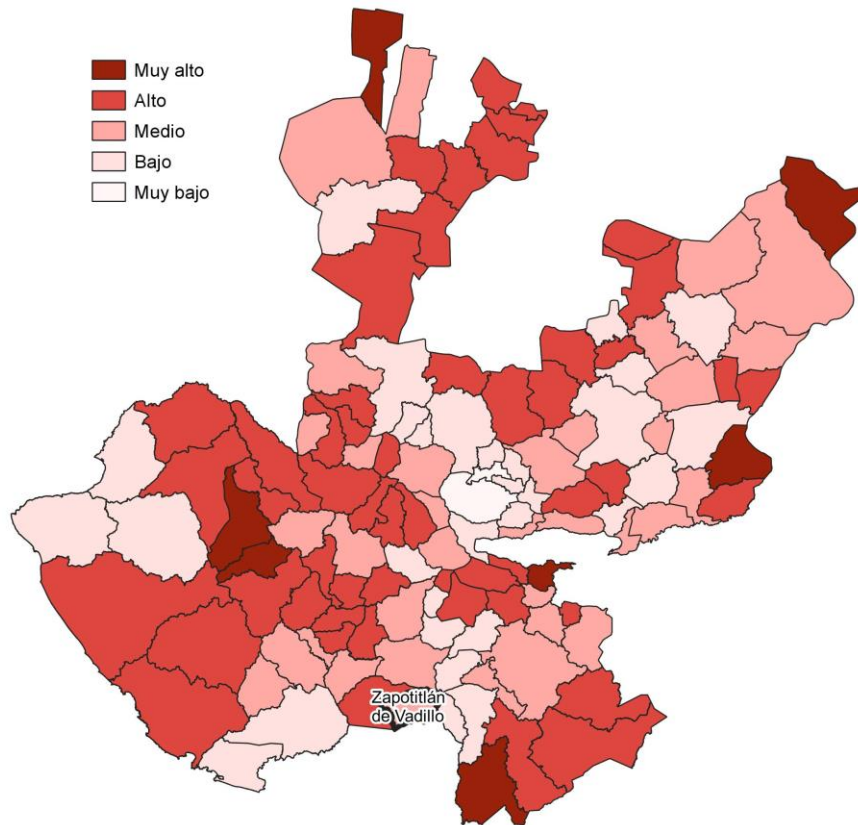 Muy alto
Alto
Medio
Bajo
Muy bajo
Zapotitlán
de Vadillo